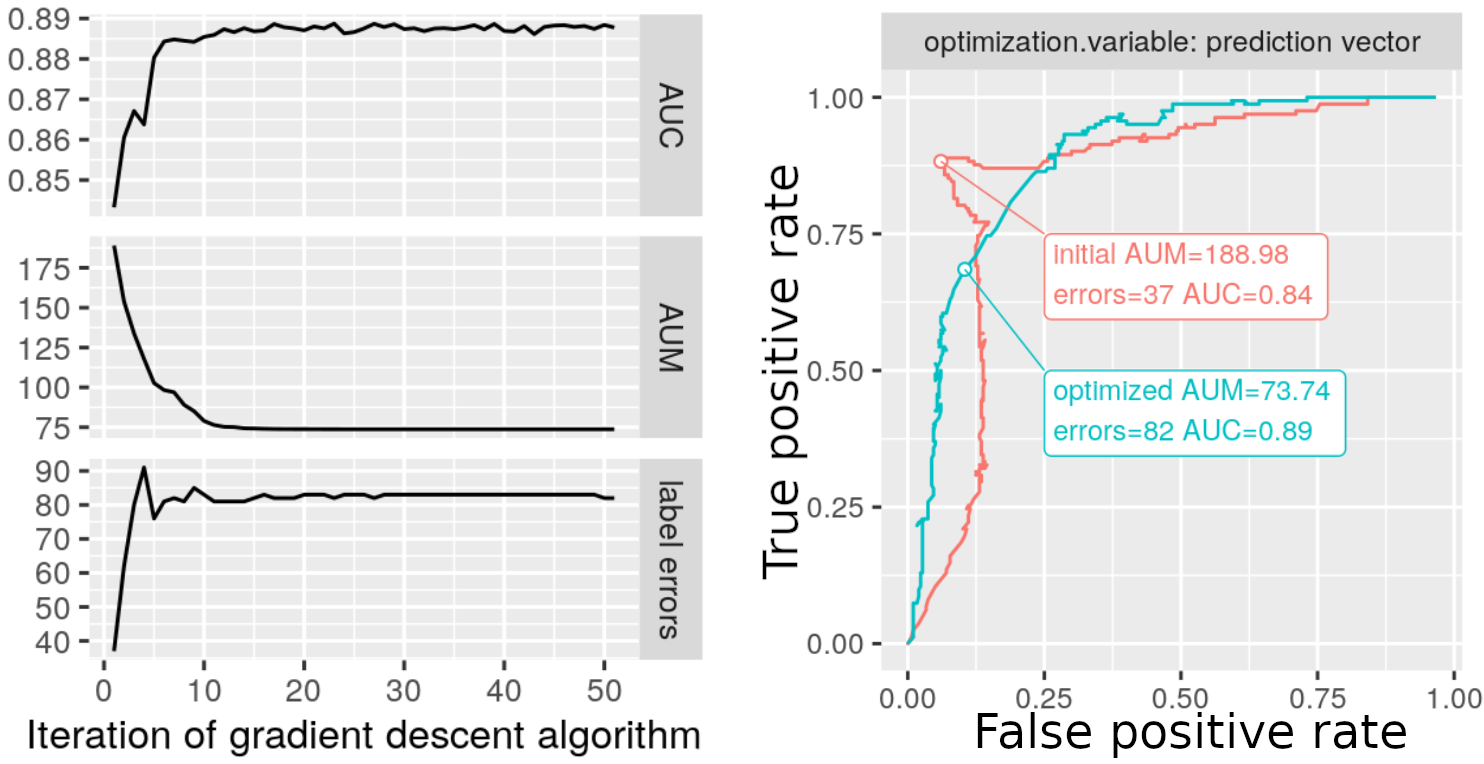 0.89
0.88
0.87
0.86
0.85
AUC
175
150
125
100
75
AUM
90
80
70
60
50
40
label errors
0 10 20 30 40 50
Iteration of gradient descent algorithm
optimization.variable: prediction vector
True positive rate
1.00
0.75
0.50
0.25
0.00
initial AUM=188.98
errors=37 AUC=0.84
optimized AUM=73.74
errors=82 AUC=0.89
0.00 0.25 0.50 0.75 1.00
False positive rate